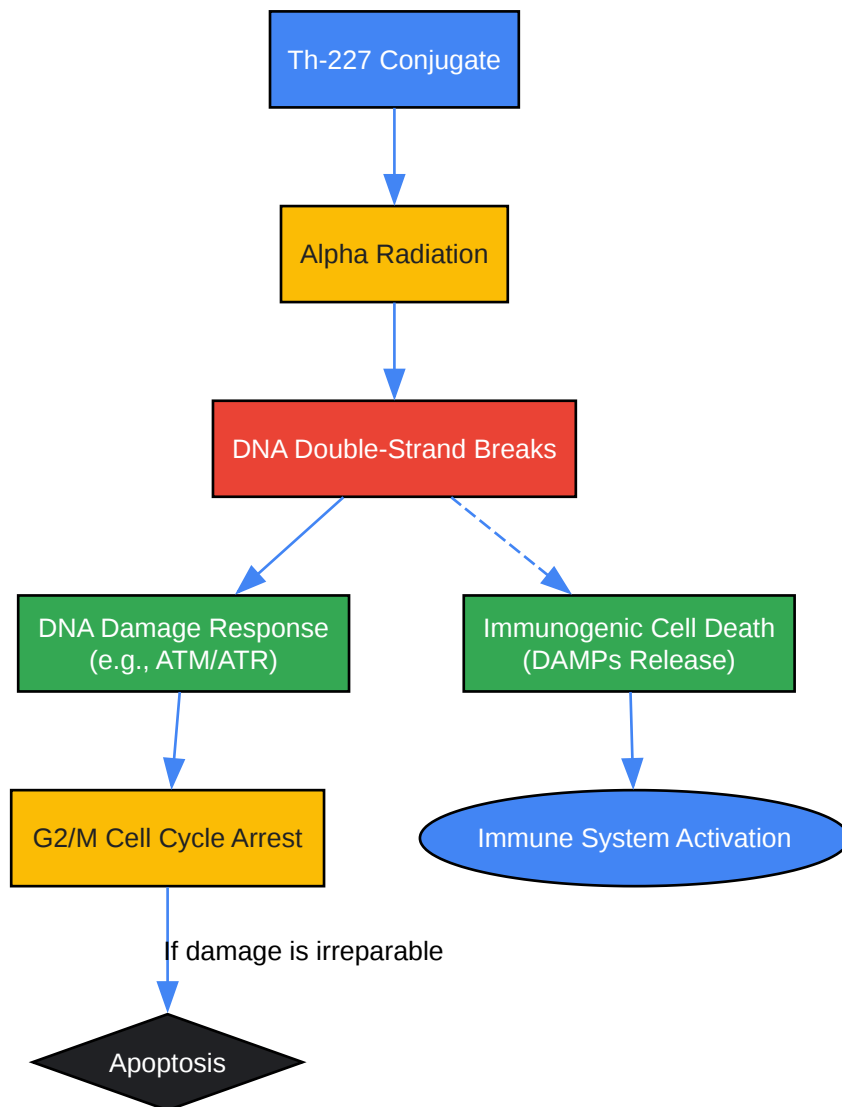 Th-227 Conjugate
Alpha Radiation
DNA Double-Strand Breaks
DNA Damage Response
(e.g., ATM/ATR)
Immunogenic Cell Death
(DAMPs Release)
G2/M Cell Cycle Arrest
Immune System Activation
If damage is irreparable
Apoptosis